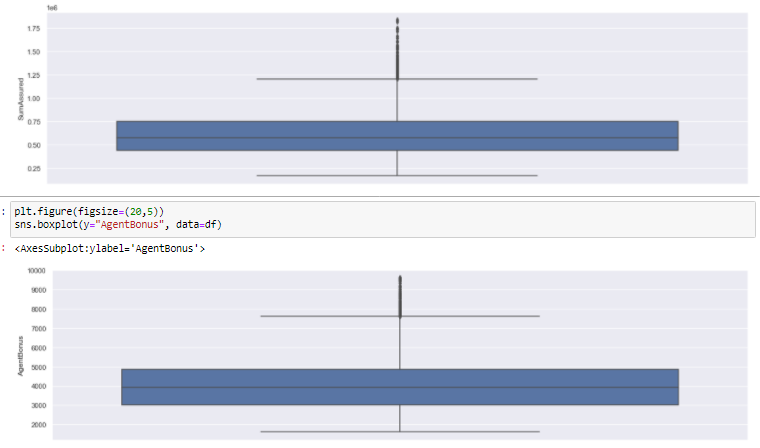 1e6
1.75
1.50
1.25
1.00
0.75
0.50
0.25
SumAssured
: plt.figure(figsize=(20,5))
sns.boxplot(y="AgentBonus", data=df)
: <AxesSubplot:ylabel='AgentBonus'>
10000
9000
8000
7000
6000
5000
4000
3000
2000
AgentBonus